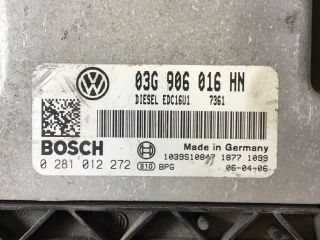 03G 906 016 HN
DIESEL EDC16U1 7361
BOSCH
Made in Germany
1039S10847 1877 1099
0 281 012 272 810 BPG 06-04-06